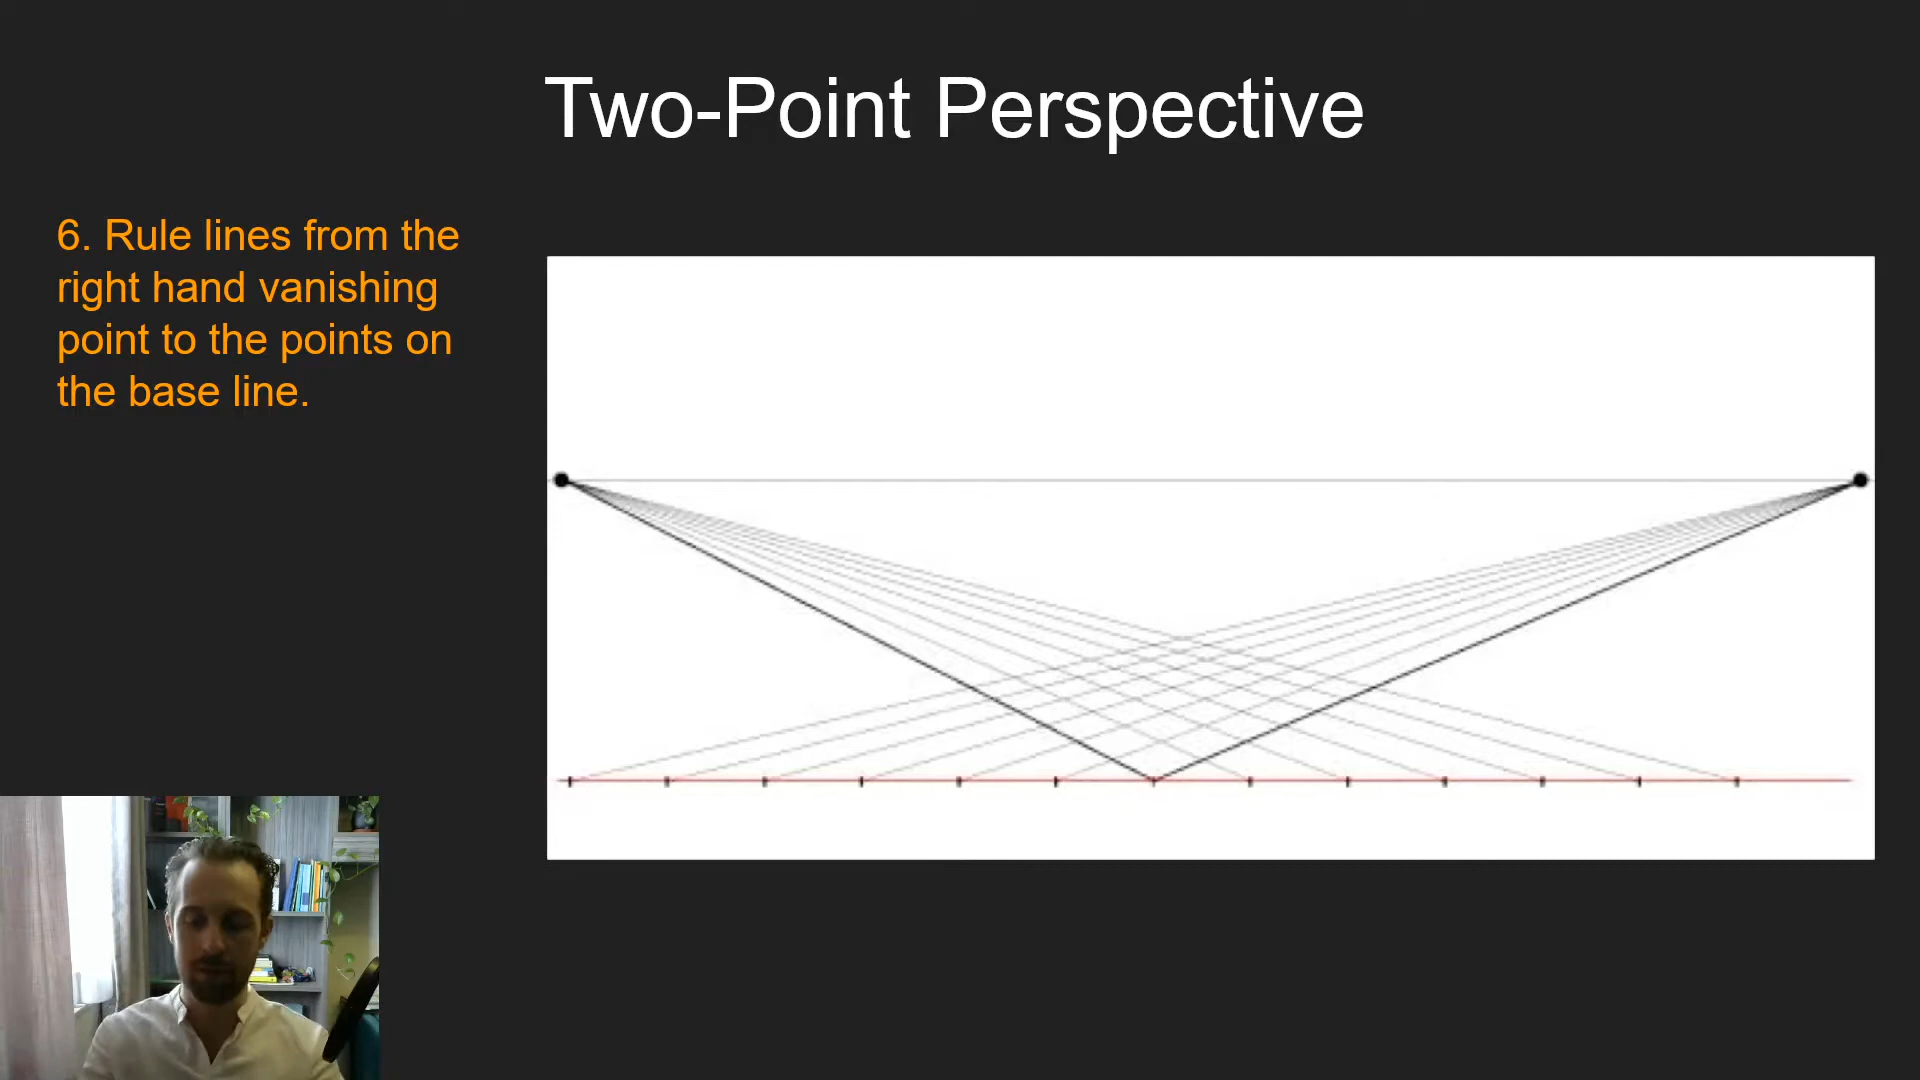 Two-Point Perspective
6. Rule lines from the
right hand vanishing
point to the points on
the base line.